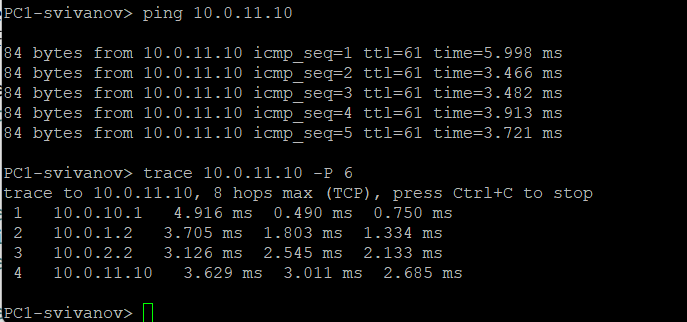 PC1-svivanov> ping 10.0.11.10
84 bytes from 10.0.11.10 icmp_seq=1 ttl=61 time=5.998 ms
84 bytes from 10.0.11.10 icmp_seq=2 ttl=61 time=3.466 ms
84 bytes from 10.0.11.10 icmp_seq=3 ttl=61 time=3.482 ms
84 bytes from 10.0.11.10 icmp_seq=4 ttl=61 time=3.913 ms
84 bytes from 10.0.11.10 icmp_seq=5 ttl=61 time=3.721 ms
PC1-svivanov> trace 10.0.11.10 -P 6
trace to 10.0.11.10, 8 hops max (TCP), press Ctrl+C to stop
1 10.0.10.1 4.916 ms 0.490 ms 0.750 ms
2 10.0.1.2 3.705 ms 1.803 ms 1.334 ms
3 10.0.2.2 3.126 ms 2.545 ms 2.133 ms
4 10.0.11.10 3.629 ms 3.011 ms 2.685 ms
PC1-svivanov>